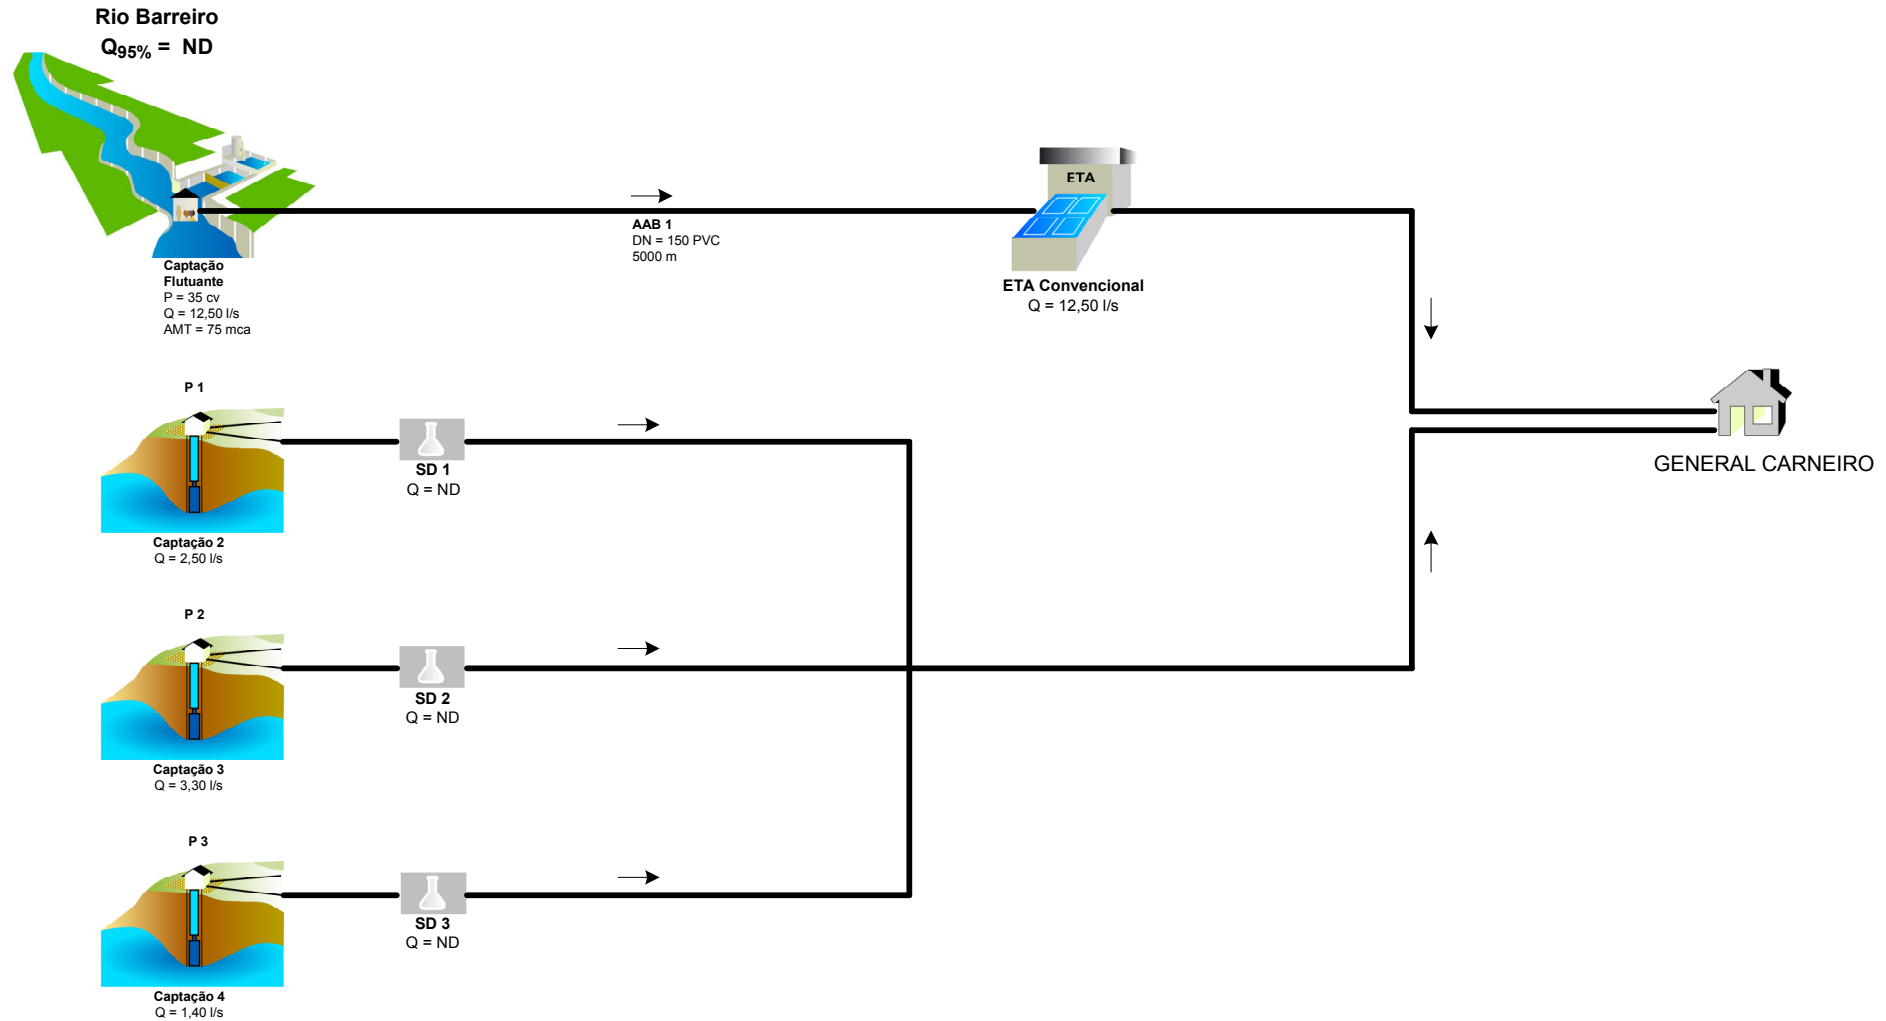 Rio Barreiro
Q95% = ND
Captação
Flutuante
P = 35 cv
Q = 12,50 l/s
AMT = 75 mca
AAB 1
DN = 150 PVC
5000 m
ETA
ETA Convencional
Q = 12,50 l/s
P 1
SD 1
Q = ND
Captação 2
Q = 2,50 l/s
GENERAL CARNEIRO
P 2
SD 2
Q = ND
Captação 3
Q = 3,30 l/s
P 3
SD 3
Q = ND
Captação 4
Q = 1,40 l/s